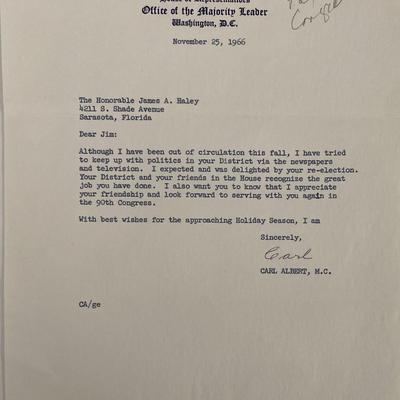 House of Representatives
Office of the Majority Leader
Washington, D.C.
November 25, 1966
The Honorable James A. Haley
4211 S. Shade Avenue
Sarasota, Florida
Dear Jim:
Although I have been out of circulation this fall, I have tried
to keep up with politics in your District via the newspapers
and television. I expected and was delighted by your re-election.
Your District and your friends in the House recognize the great
job you have done. I also want you to know that I appreciate
your friendship and look forward to serving with you again in
the 90th Congress.
With best wishes for the approaching Holiday Season, I am
Sincerely,
Carl
CARL ALBERT, M.C.
CA/ge